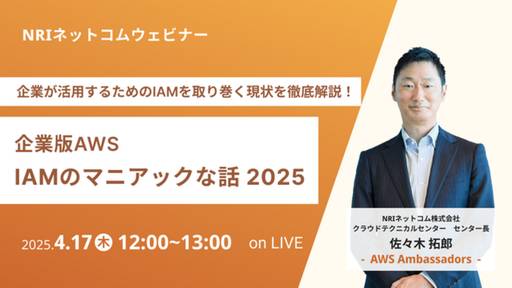 NRIネットコムウェビナー
企業が活用するためのIAMを取り巻く現状を徹底解説！
企業版AWS
IAMのマニアックな話 2025
2025.4.17 木 12:00~13:00 on LIVE
NRIネットコム株式会社
クラウドテクニカルセンター センター長
佐々木 拓郎
- AWS Ambassadors -